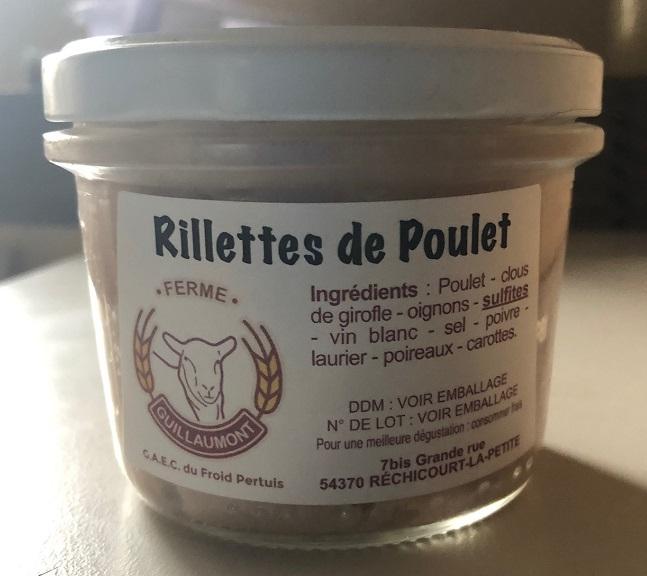 Rillettes de Poulet
• FERME •
GUILLAUMONT
G.A.E.C. du Froid Pertuis
Ingrédients : Poulet - clous
de girofle - oignons - sulfites
- vin blanc - sel - poivre -
laurier - poireaux - carottes.
DDM : VOIR EMBALLAGE
N° DE LOT : VOIR EMBALLAGE
Pour une meilleure dégustation : consommer frais
7bis Grande rue
54370 RÉCHICOURT-LA-PETITE